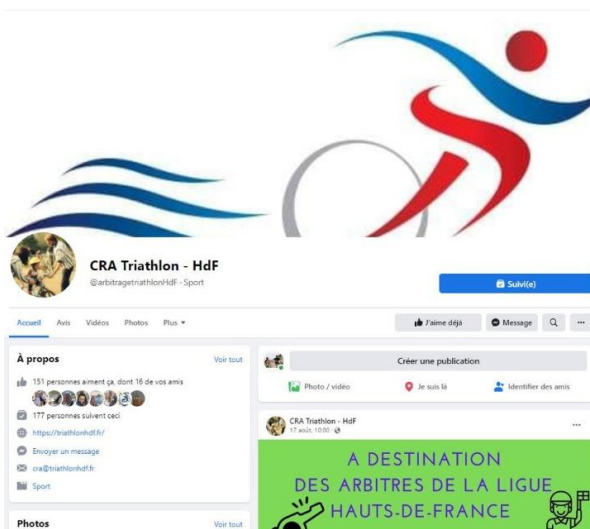 CRA Triathlon - HdF
@arbitragetriathlonHdF · Sport
Suivi(e)
Accueil Avis Vidéos Photos Plus
J'aime déjà Message
À propos Voir tout
151 personnes aiment ça, dont 16 de vos amis
177 personnes suivent ceci
https://triathlonhdf.fr/
Envoyer un message
cra@triathlonhdf.fr
Sport
Photos Voir tout
Créer une publication
Photo / vidéo Je suis là Identifier des amis
CRA Triathlon - HdF
17 août, 10:00
A DESTINATION
DES ARBITRES DE LA LIGUE
HAUTS-DE-FRANCE